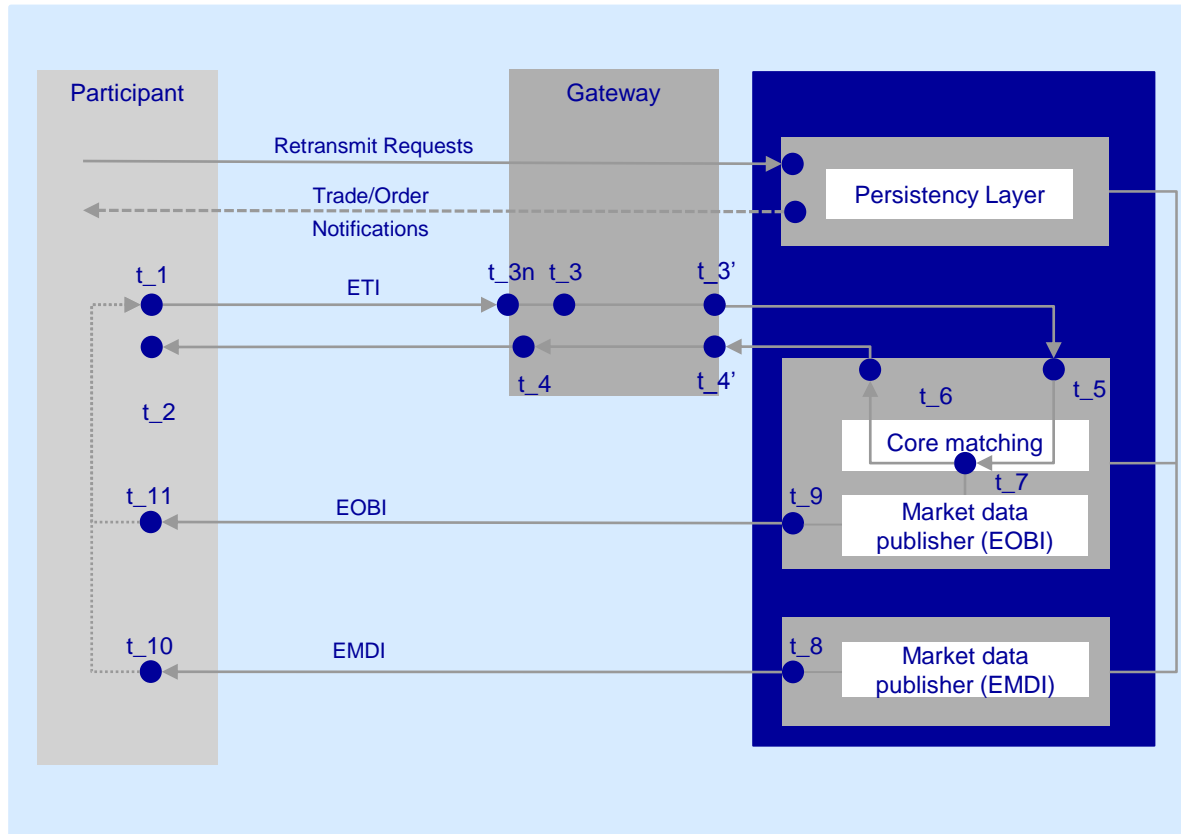 Participant
Gateway
Retransmit Requests
Trade/Order
Notifications
Persistency Layer
t_1
ETI
t_3n
t_3
t_3’
t_4
t_4’
t_2
t_6
t_5
Core matching
t_7
t_11
EOBI
t_9
Market data
publisher (EOBI)
t_10
EMDI
t_8
Market data
publisher (EMDI)